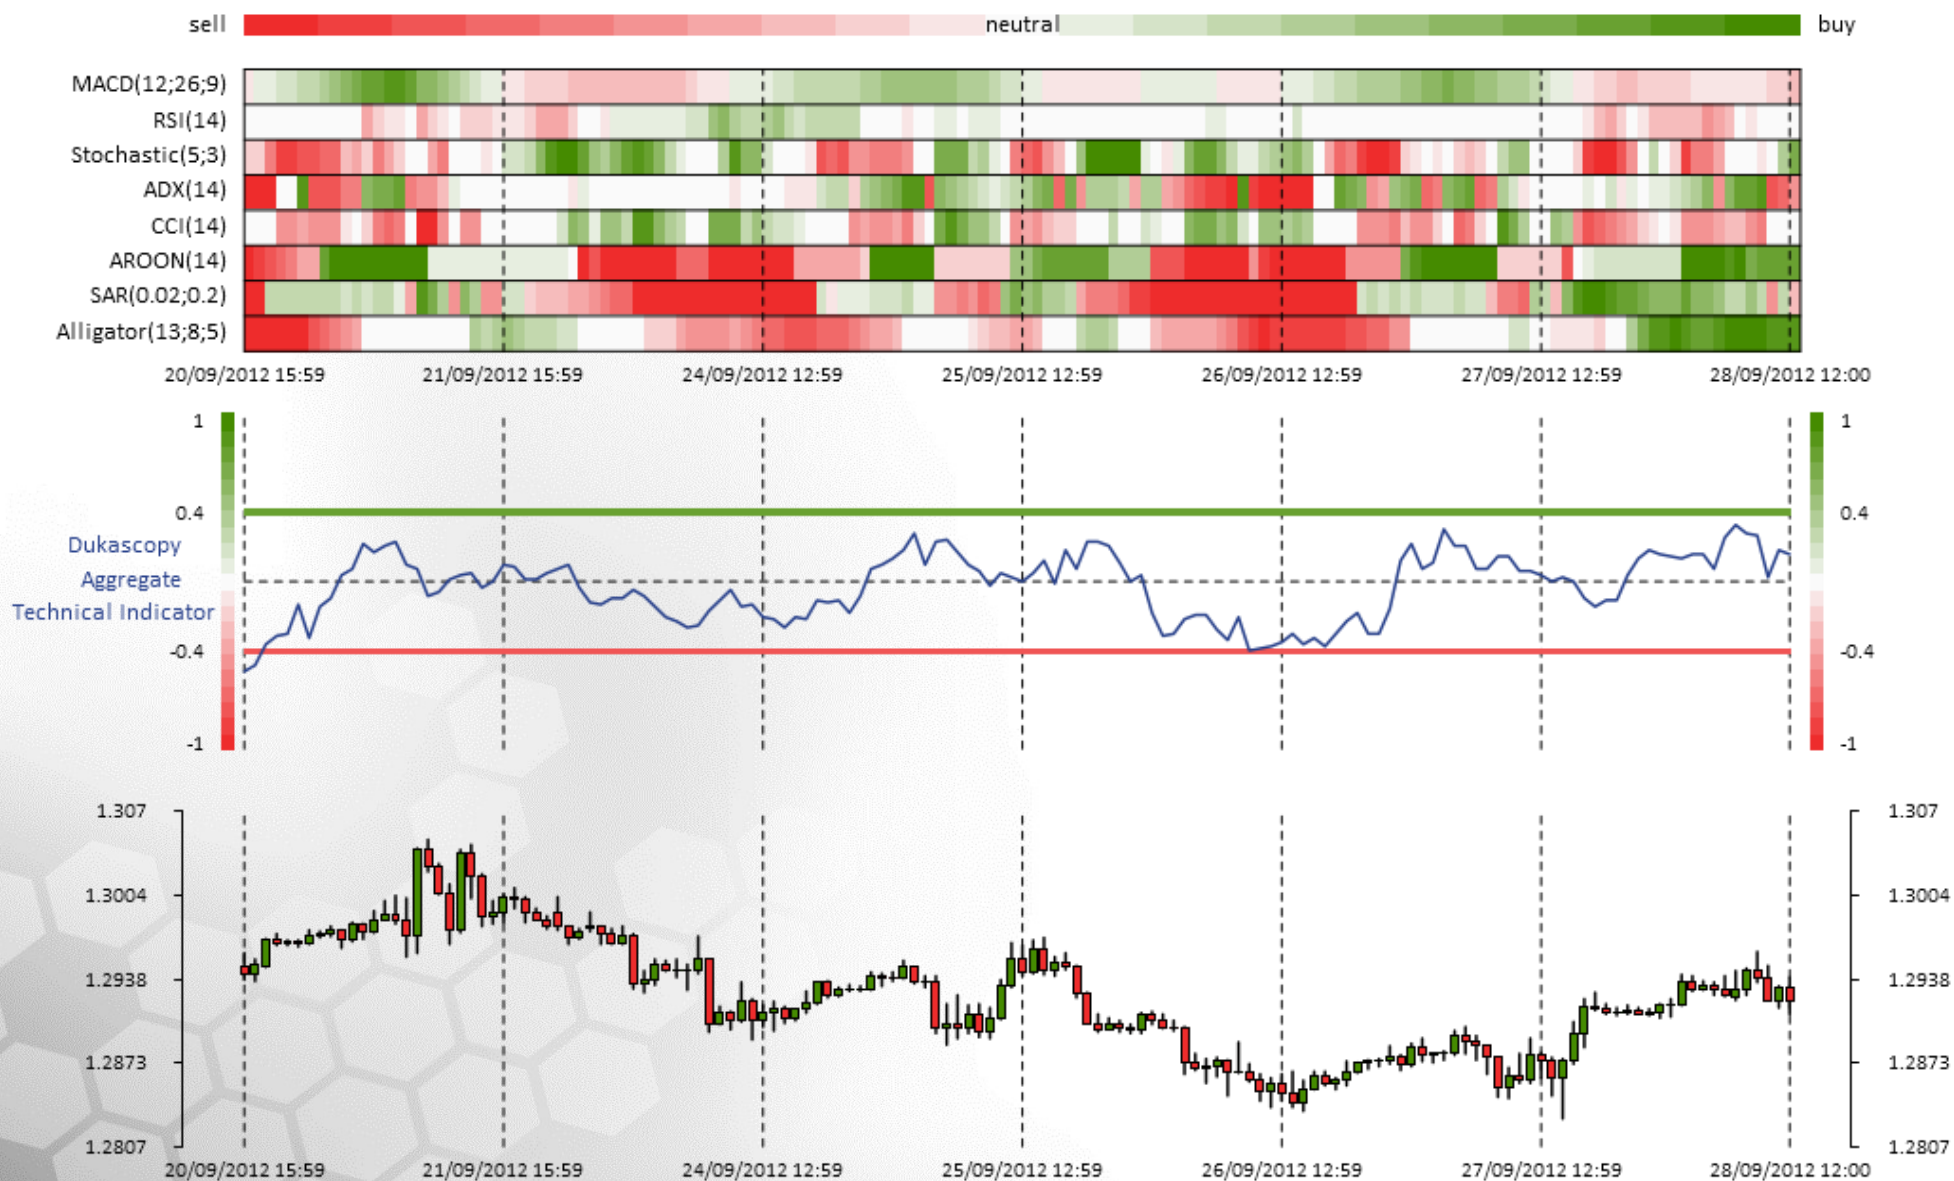 sell neutral buy
MACD(12;26;9)
RSI(14)
Stochastic(5;3)
ADX(14)
CCI(14)
AROON(14)
SAR(0.02;0.2)
Alligator(13;8;5)
20/09/2012 15:59 21/09/2012 15:59 24/09/2012 12:59 25/09/2012 12:59 26/09/2012 12:59 27/09/2012 12:59 28/09/2012 12:00
1 1
0.4 0.4
Dukascopy
Aggregate
Technical Indicator
-0.4 -0.4
-1 -1
1.307 1.307
1.3004 1.3004
1.2938 1.2938
1.2873 1.2873
1.2807 1.2807
20/09/2012 15:59 21/09/2012 15:59 24/09/2012 12:59 25/09/2012 12:59 26/09/2012 12:59 27/09/2012 12:59 28/09/2012 12:00